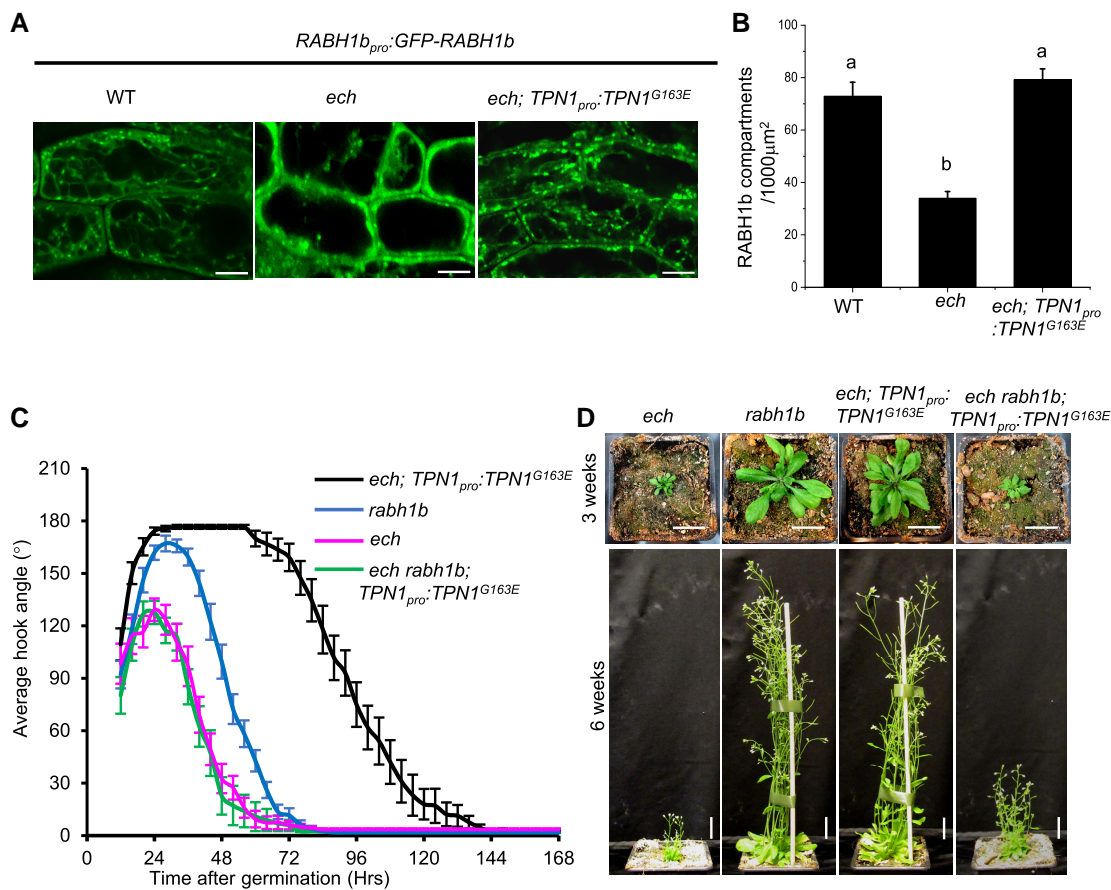 A
RABH1bpro:GFP-RABH1b
WT
ech
ech; TPN1pro:TPN1G163E
B
RABH1b compartments
/1000μm2
100
80
60
40
20
0
a
b
a
WT
ech
ech; TPN1pro
:TPN1G163E
C
Average hook angle (°)
210
180
150
120
90
60
30
0
ech; TPN1pro:TPN1G163E
rabh1b
ech
ech rabh1b;
TPN1pro:TPN1G163E
0 24 48 72 96 120 144 168
Time after germination (Hrs)
D
ech
rabh1b
ech; TPN1pro:
TPN1G163E
ech rabh1b;
TPN1pro:TPN1G163E
3 weeks
6 weeks